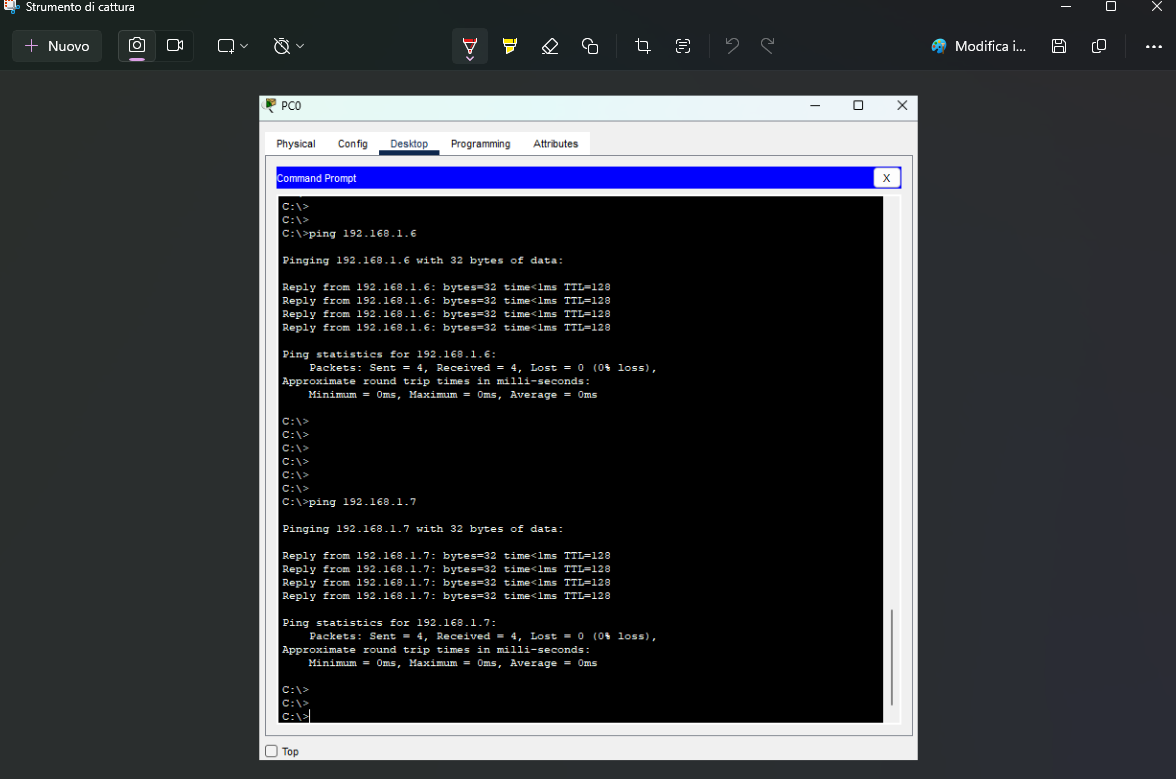 Strumento di cattura
Nuovo
Modifica i...
PC0
Physical Config Desktop Programming Attributes
Command Prompt X
C:\>
C:\>
C:\>ping 192.168.1.6
Pinging 192.168.1.6 with 32 bytes of data:
Reply from 192.168.1.6: bytes=32 time<1ms TTL=128
Reply from 192.168.1.6: bytes=32 time<1ms TTL=128
Reply from 192.168.1.6: bytes=32 time<1ms TTL=128
Reply from 192.168.1.6: bytes=32 time<1ms TTL=128
Ping statistics for 192.168.1.6:
Packets: Sent = 4, Received = 4, Lost = 0 (0% loss),
Approximate round trip times in milli-seconds:
Minimum = 0ms, Maximum = 0ms, Average = 0ms
C:\>
C:\>
C:\>
C:\>
C:\>
C:\>
C:\>ping 192.168.1.7
Pinging 192.168.1.7 with 32 bytes of data:
Reply from 192.168.1.7: bytes=32 time<1ms TTL=128
Reply from 192.168.1.7: bytes=32 time<1ms TTL=128
Reply from 192.168.1.7: bytes=32 time<1ms TTL=128
Reply from 192.168.1.7: bytes=32 time<1ms TTL=128
Ping statistics for 192.168.1.7:
Packets: Sent = 4, Received = 4, Lost = 0 (0% loss),
Approximate round trip times in milli-seconds:
Minimum = 0ms, Maximum = 0ms, Average = 0ms
C:\>
C:\>
C:\>
Top